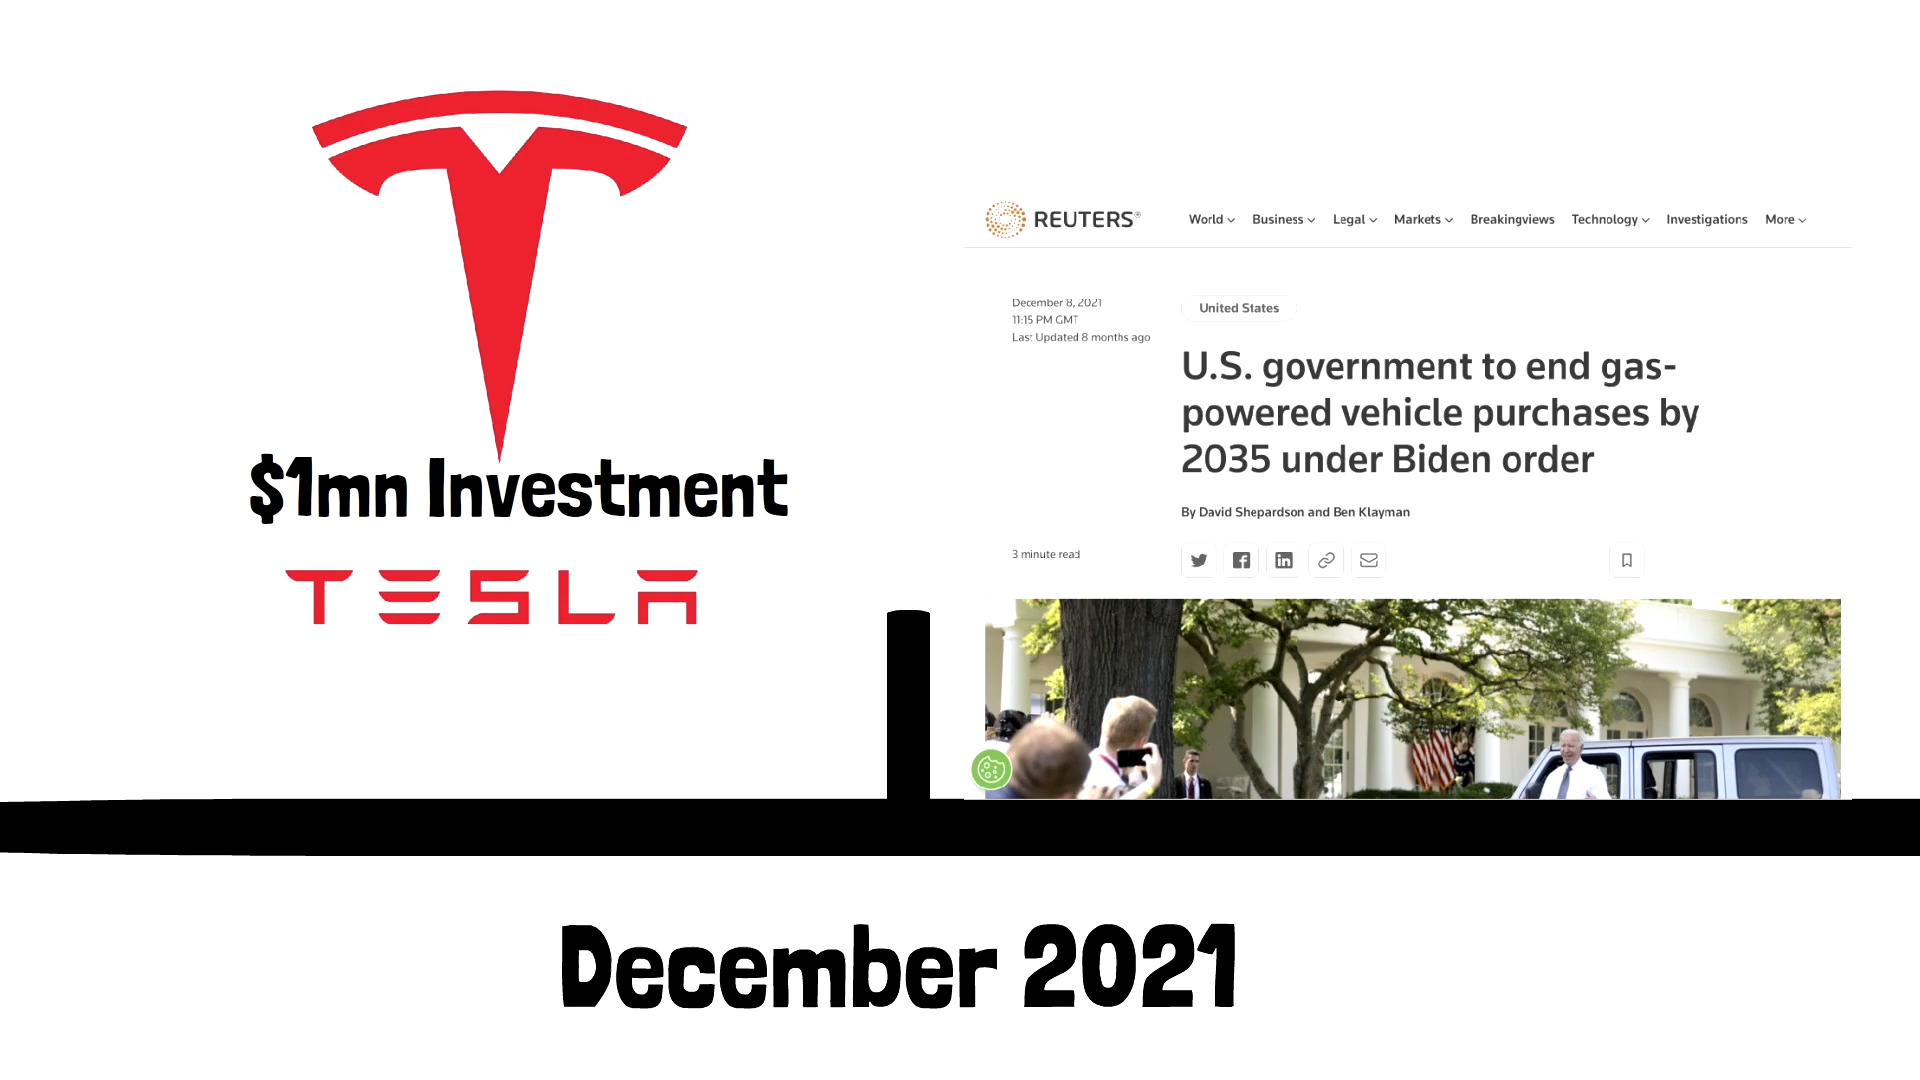 $1mn Investment
TESLA
REUTERS®
World Business Legal Markets Breakingviews Technology Investigations More
December 8, 2021
11:15 PM GMT
Last Updated 8 months ago
United States
U.S. government to end gas-
powered vehicle purchases by
2035 under Biden order
By David Shepardson and Ben Klayman
3 minute read
December 2021